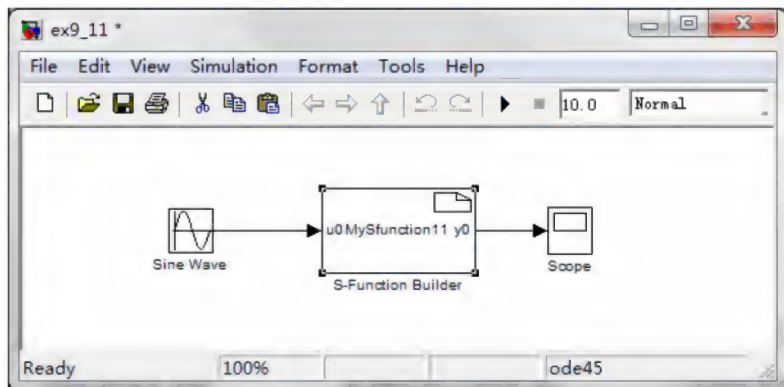 ex9_11 *
File Edit View Simulation Format Tools Help
10.0 Normal
u0 MySfunction11 y0
Sine Wave
S-Function Builder
Scope
Ready 100% ode45